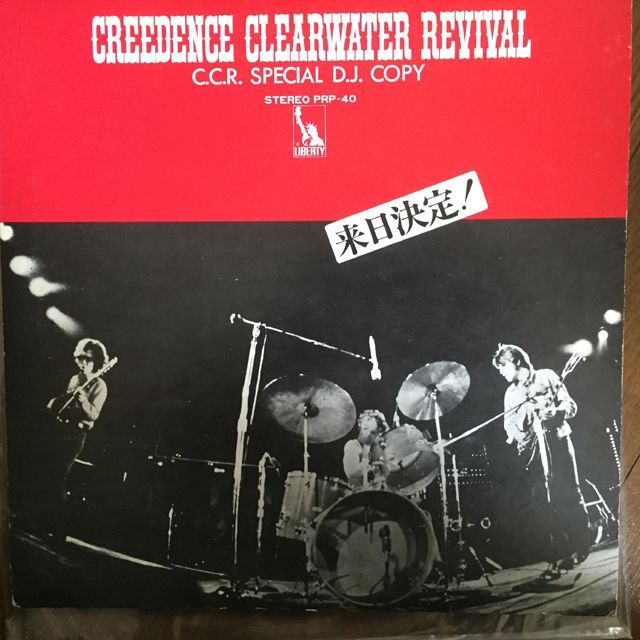 CREEDENCE CLEARWATER REVIVAL
C.C.R. SPECIAL D.J. COPY
STEREO PRP-40
LIBERTY
来日決定!